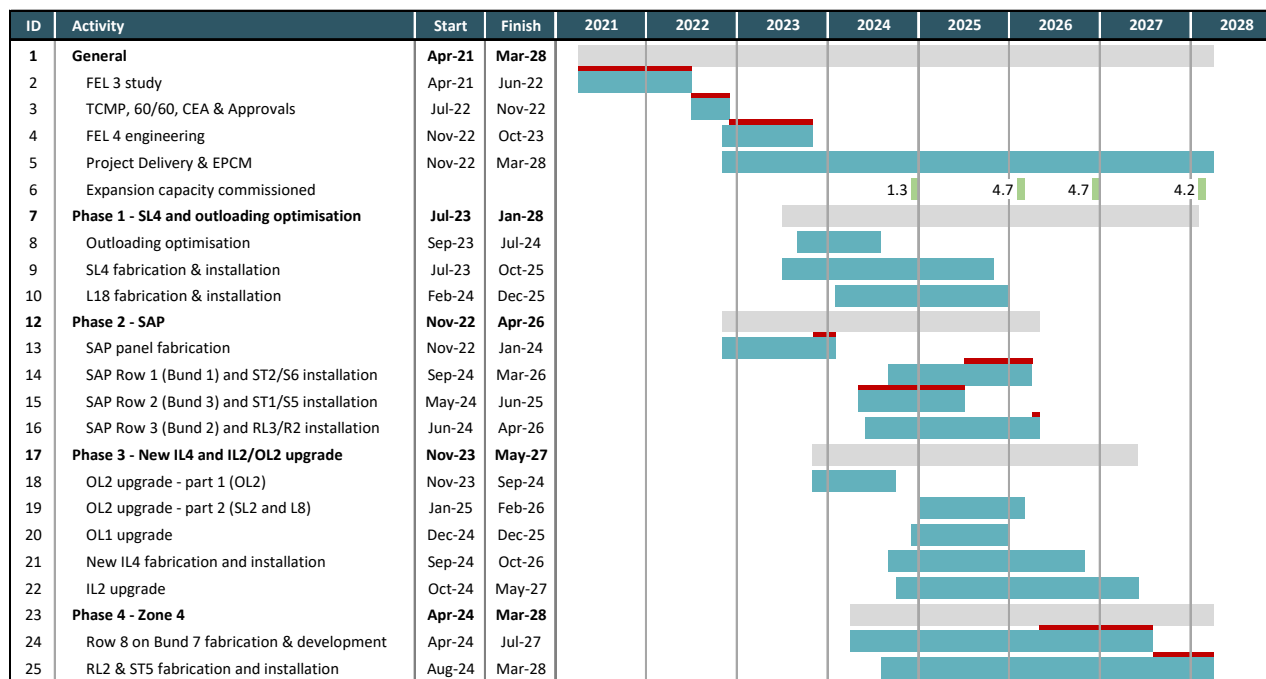 ID Activity Start Finish 2021 2022 2023 2024 2025 2026 2027 2028
1 General Apr-21 Mar-28
2 FEL 3 study Apr-21 Jun-22
3 TCMP, 60/60, CEA & Approvals Jul-22 Nov-22
4 FEL 4 engineering Nov-22 Oct-23
5 Project Delivery & EPCM Nov-22 Mar-28
6 Expansion capacity commissioned 1.3 4.7 4.7 4.2
7 Phase 1 - SL4 and outloading optimisation Jul-23 Jan-28
8 Outloading optimisation Sep-23 Jul-24
9 SL4 fabrication & installation Jul-23 Oct-25
10 L18 fabrication & installation Feb-24 Dec-25
12 Phase 2 - SAP Nov-22 Apr-26
13 SAP panel fabrication Nov-22 Jan-24
14 SAP Row 1 (Bund 1) and ST2/S6 installation Sep-24 Mar-26
15 SAP Row 2 (Bund 3) and ST1/S5 installation May-24 Jun-25
16 SAP Row 3 (Bund 2) and RL3/R2 installation Jun-24 Apr-26
17 Phase 3 - New IL4 and IL2/OL2 upgrade Nov-23 May-27
18 OL2 upgrade - part 1 (OL2) Nov-23 Sep-24
19 OL2 upgrade - part 2 (SL2 and L8) Jan-25 Feb-26
20 OL1 upgrade Dec-24 Dec-25
21 New IL4 fabrication and installation Sep-24 Oct-26
22 IL2 upgrade Oct-24 May-27
23 Phase 4 - Zone 4 Apr-24 Mar-28
24 Row 8 on Bund 7 fabrication & development Apr-24 Jul-27
25 RL2 & ST5 fabrication and installation Aug-24 Mar-28